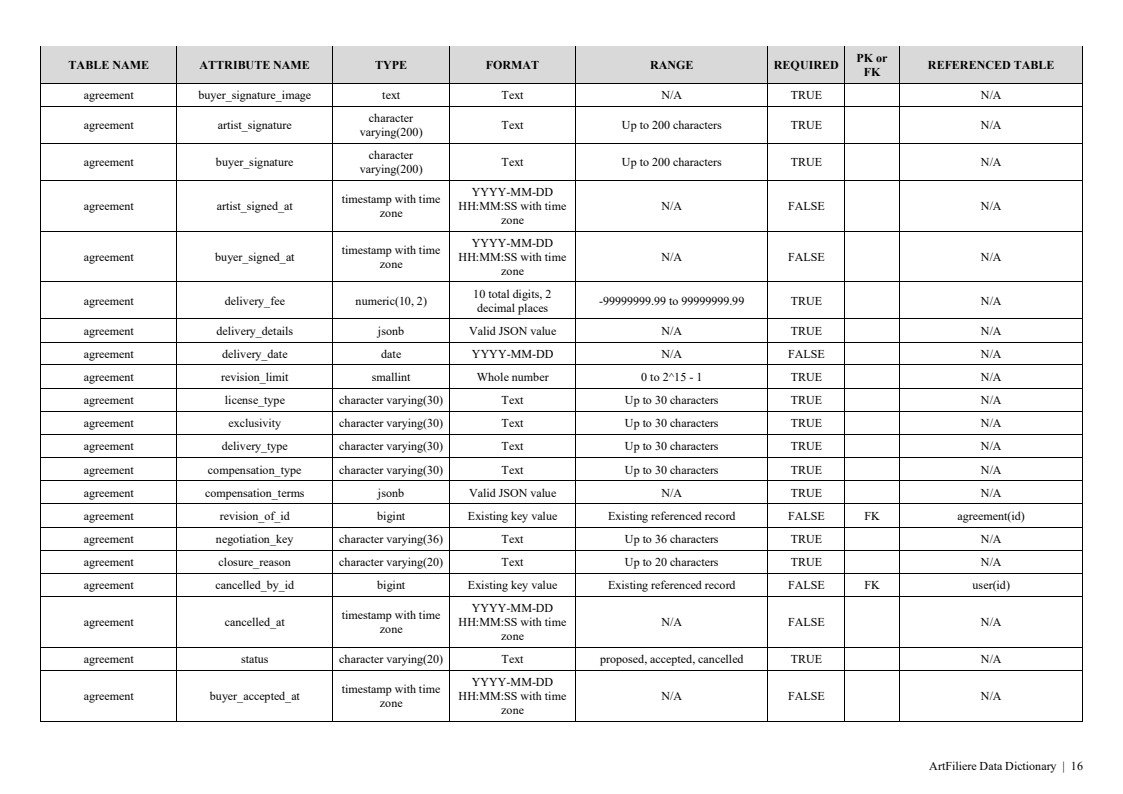 TABLE NAME ATTRIBUTE NAME TYPE FORMAT RANGE REQUIRED PK or FK REFERENCED TABLE
agreement buyer_signature_image text Text N/A TRUE N/A
agreement artist_signature character varying(200) Text Up to 200 characters TRUE N/A
agreement buyer_signature character varying(200) Text Up to 200 characters TRUE N/A
agreement artist_signed_at timestamp with time zone YYYY-MM-DD HH:MM:SS with time zone N/A FALSE N/A
agreement buyer_signed_at timestamp with time zone YYYY-MM-DD HH:MM:SS with time zone N/A FALSE N/A
agreement delivery_fee numeric(10, 2) 10 total digits, 2 decimal places -99999999.99 to 99999999.99 TRUE N/A
agreement delivery_details jsonb Valid JSON value N/A TRUE N/A
agreement delivery_date date YYYY-MM-DD N/A FALSE N/A
agreement revision_limit smallint Whole number 0 to 2^15 - 1 TRUE N/A
agreement license_type character varying(30) Text Up to 30 characters TRUE N/A
agreement exclusivity character varying(30) Text Up to 30 characters TRUE N/A
agreement delivery_type character varying(30) Text Up to 30 characters TRUE N/A
agreement compensation_type character varying(30) Text Up to 30 characters TRUE N/A
agreement compensation_terms jsonb Valid JSON value N/A TRUE N/A
agreement revision_of_id bigint Existing key value Existing referenced record FALSE FK agreement(id)
agreement negotiation_key character varying(36) Text Up to 36 characters TRUE N/A
agreement closure_reason character varying(20) Text Up to 20 characters TRUE N/A
agreement cancelled_by_id bigint Existing key value Existing referenced record FALSE FK user(id)
agreement cancelled_at timestamp with time zone YYYY-MM-DD HH:MM:SS with time zone N/A FALSE N/A
agreement status character varying(20) Text proposed, accepted, cancelled TRUE N/A
agreement buyer_accepted_at timestamp with time zone YYYY-MM-DD HH:MM:SS with time zone N/A FALSE N/A
ArtFiliere Data Dictionary | 16